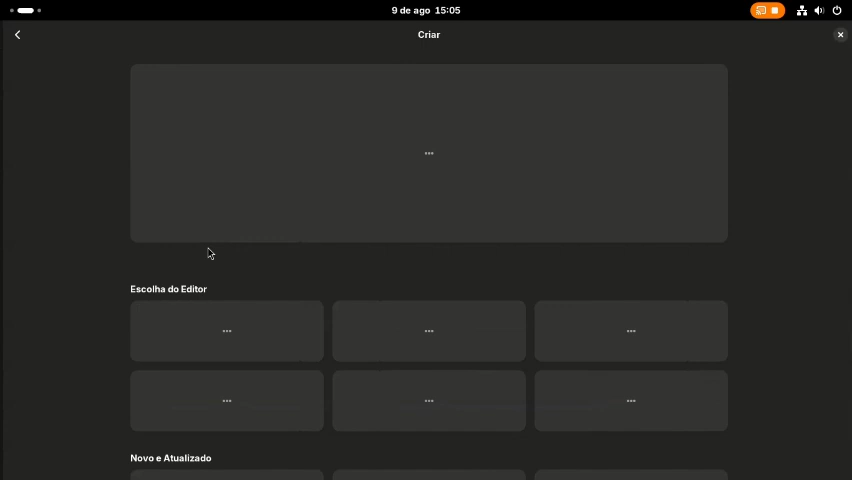 9 de ago 15:05
Criar
...
Escolha do Editor
... ... ...
... ... ...
Novo e Atualizado